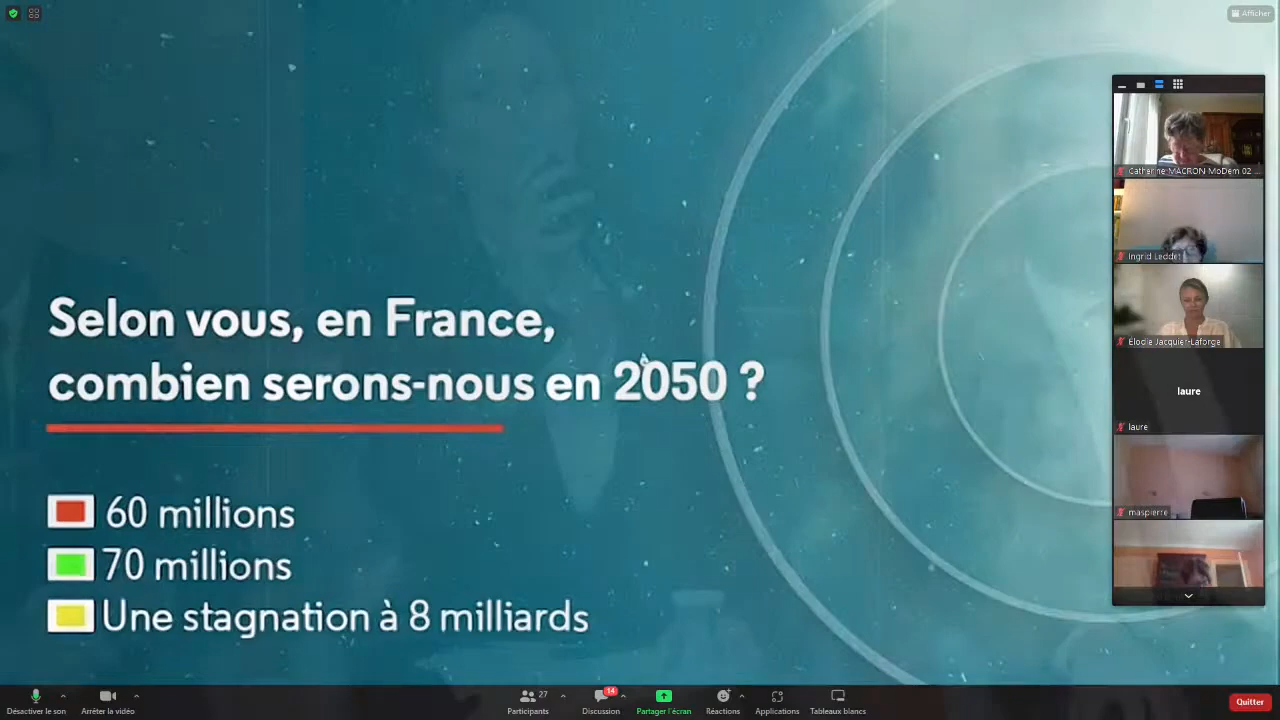 Afficher
Selon vous, en France,
combien serons-nous en 2050 ?
60 millions
70 millions
Une stagnation à 8 milliards
Catherine MACRON MoDem 02 ...
Ingrid Leddet
Élodie Jacquier-Laforge
laure
laure
maspierre
Désactiver le son
Arrêter la vidéo
27
Participants
14
Discussion
Partager l'écran
Réactions
Applications
Tableaux blancs
Quitter